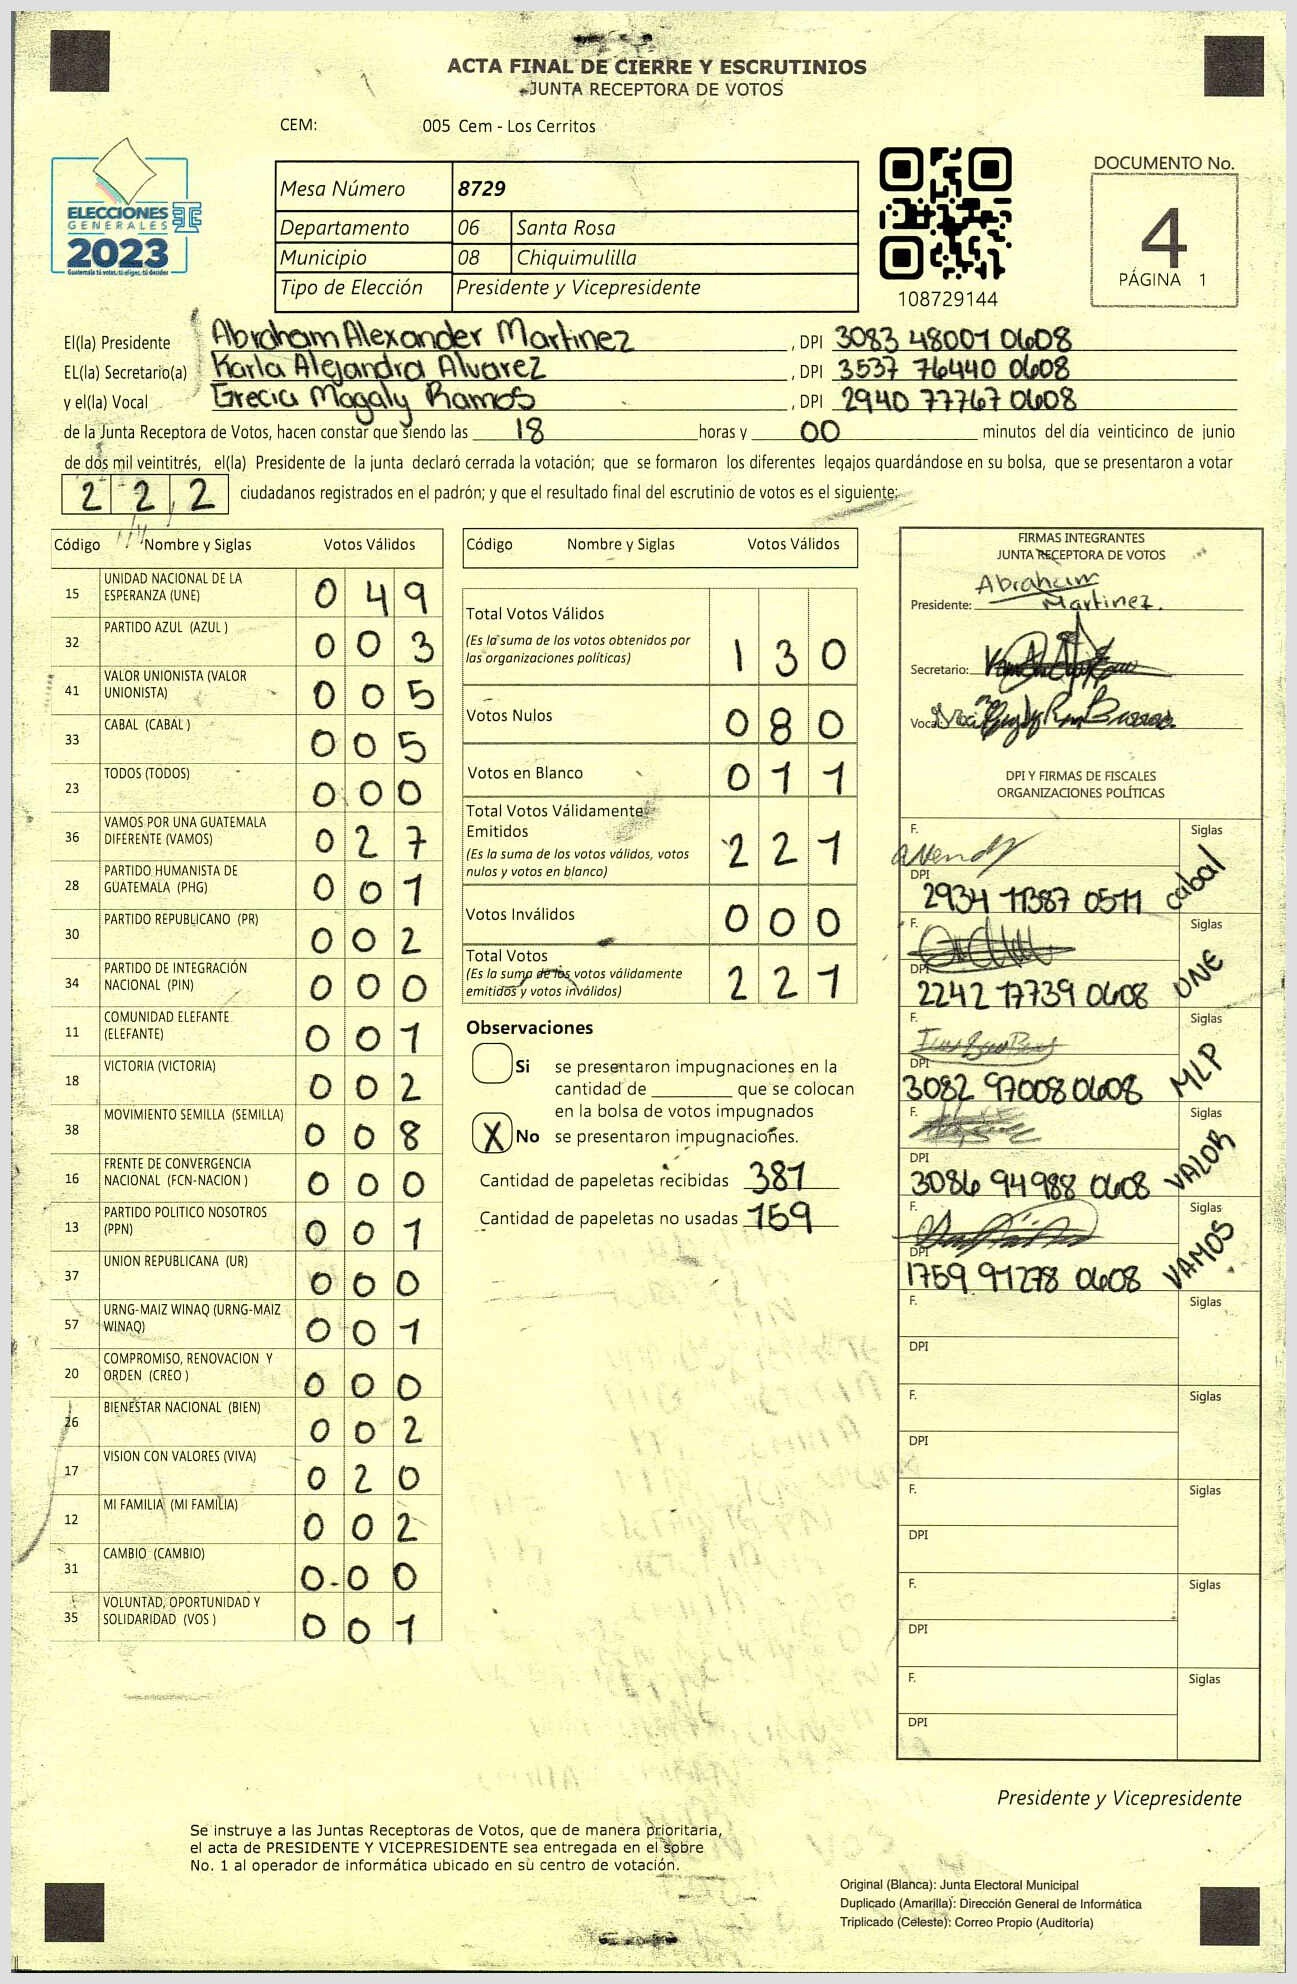 ACTA FINAL DE CIERRE Y ESCRUTINIOS
JUNTA RECEPTORA DE VOTOS
CEM: 005 Cem - Los Cerritos
ELECCIONES
GENERALES
2023
Guatemala tú votas, tú eliges, tú decides
Mesa Número 8729
Departamento 06 Santa Rosa
Municipio 08 Chiquimulilla
Tipo de Elección Presidente y Vicepresidente
108729144
DOCUMENTO No.
4
PÁGINA 1
El(la) Presidente Abraham Alexander Martinez, DPI 3083 48001 0608
EL(la) Secretario(a) Karla Alejandra Alvarez, DPI 3537 76440 0608
y el(la) Vocal Grecia Magaly Ramos, DPI 2940 77767 0608
de la Junta Receptora de Votos, hacen constar que siendo las 18 horas y 00 minutos del día veinticinco de junio
de dos mil veintitrés, el(la) Presidente de la junta declaró cerrada la votación; que se formaron los diferentes legajos guardándose en su bolsa, que se presentaron a votar
222 ciudadanos registrados en el padrón; y que el resultado final del escrutinio de votos es el siguiente:
Código Nombre y Siglas Votos Válidos
15 UNIDAD NACIONAL DE LA
ESPERANZA (UNE) 0 4 9
32 PARTIDO AZUL (AZUL ) 0 0 3
41 VALOR UNIONISTA (VALOR
UNIONISTA) 0 0 5
33 CABAL (CABAL ) 0 0 5
23 TODOS (TODOS) 0 0 0
36 VAMOS POR UNA GUATEMALA
DIFERENTE (VAMOS) 0 2 7
28 PARTIDO HUMANISTA DE
GUATEMALA (PHG) 0 0 1
30 PARTIDO REPUBLICANO (PR) 0 0 2
34 PARTIDO DE INTEGRACIÓN
NACIONAL (PIN) 0 0 0
11 COMUNIDAD ELEFANTE
(ELEFANTE) 0 0 1
18 VICTORIA (VICTORIA) 0 0 2
38 MOVIMIENTO SEMILLA (SEMILLA) 0 0 8
16 FRENTE DE CONVERGENCIA
NACIONAL (FCN-NACION ) 0 0 0
13 PARTIDO POLITICO NOSOTROS
(PPN) 0 0 1
37 UNION REPUBLICANA (UR) 0 0 0
57 URNG-MAIZ WINAQ (URNG-MAIZ
WINAQ) 0 0 1
20 COMPROMISO, RENOVACION Y
ORDEN (CREO ) 0 0 0
26 BIENESTAR NACIONAL (BIEN) 0 0 2
17 VISION CON VALORES (VIVA) 0 2 0
12 MI FAMILIA (MI FAMILIA) 0 0 2
31 CAMBIO (CAMBIO) 0 0 0
35 VOLUNTAD, OPORTUNIDAD Y
SOLIDARIDAD (VOS ) 0 0 1
Código Nombre y Siglas Votos Válidos
Total Votos Válidos
(Es la suma de los votos obtenidos por
las organizaciones políticas) 1 3 0
Votos Nulos 0 8 0
Votos en Blanco 0 1 1
Total Votos Válidamente
Emitidos
(Es la suma de los votos válidos, votos
nulos y votos en blanco) 2 2 1
Votos Inválidos 0 0 0
Total Votos
(Es la suma de los votos válidamente
emitidos y votos inválidos) 2 2 1
Observaciones
Si se presentaron impugnaciones en la
cantidad de ________ que se colocan
en la bolsa de votos impugnados
X No se presentaron impugnaciones.
Cantidad de papeletas recibidas 381
Cantidad de papeletas no usadas 159
FIRMAS INTEGRANTES
JUNTA RECEPTORA DE VOTOS
Presidente: Abraham
Martinez.
Secretario:
Vocal:
DPI Y FIRMAS DE FISCALES
ORGANIZACIONES POLÍTICAS
F. Siglas
DPI 2934 11387 0511 cabal
F. Siglas
DPI 2242 17739 0608 UNE
F. Siglas
DPI 3082 97008 0608 MLP
F. Siglas
DPI 3086 94988 0608 VALOR
F. Siglas
DPI 1759 91278 0608 VAMOS
F. Siglas
DPI
F. Siglas
DPI
F. Siglas
DPI
F. Siglas
DPI
F. Siglas
DPI
Presidente y Vicepresidente
Se instruye a las Juntas Receptoras de Votos, que de manera prioritaria,
el acta de PRESIDENTE Y VICEPRESIDENTE sea entregada en el sobre
No. 1 al operador de informática ubicado en su centro de votación.
Original (Blanca): Junta Electoral Municipal
Duplicado (Amarilla): Dirección General de Informática
Triplicado (Celeste): Correo Propio (Auditoria)